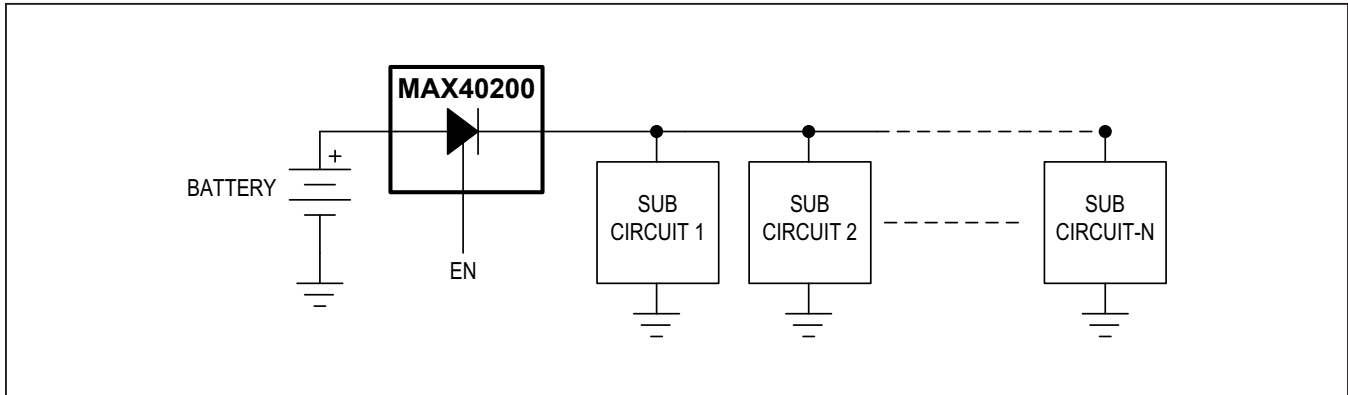 MAX40200
+
BATTERY
EN
SUB
CIRCUIT 1
SUB
CIRCUIT 2
SUB
CIRCUIT-N